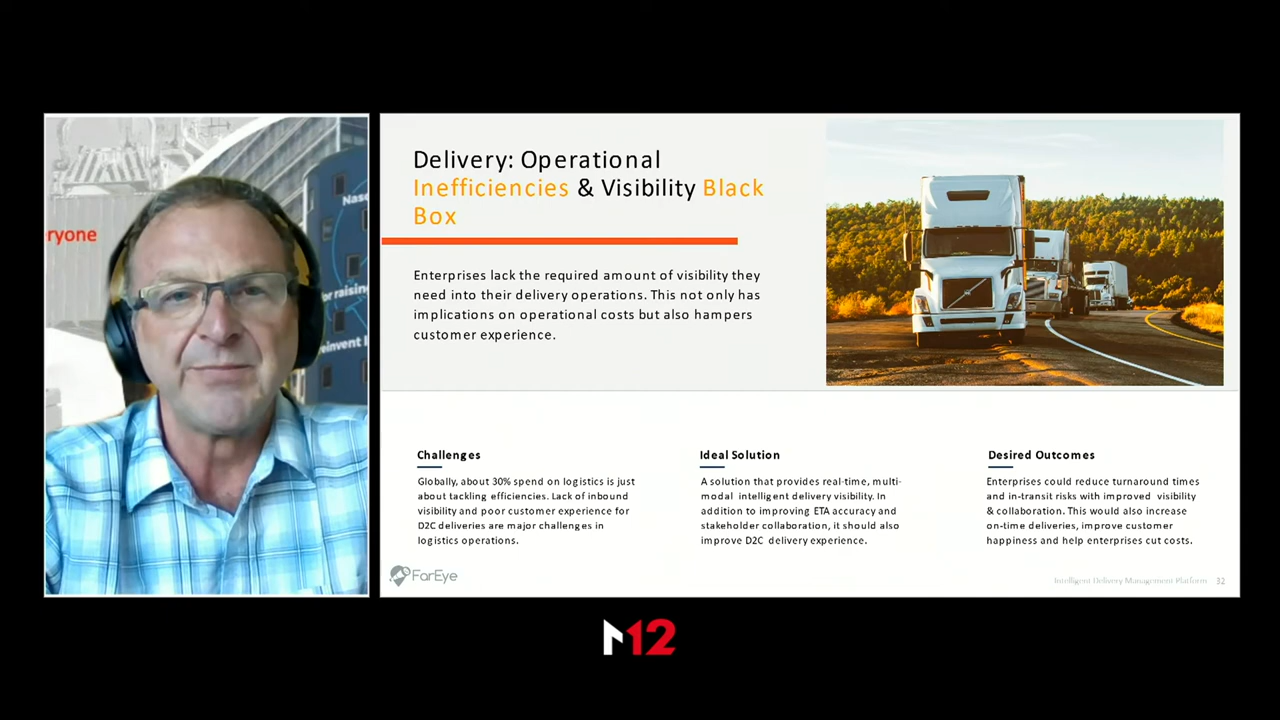 ryone
Nas
or raising
einvent
Delivery: Operational
Inefficiencies & Visibility Black
Box
Enterprises lack the required amount of visibility they
need into their delivery operations. This not only has
implications on operational costs but also hampers
customer experience.
Challenges
Globally, about 30% spend on logistics is just
about tackling efficiencies. Lack of inbound
visibility and poor customer experience for
D2C deliveries are major challenges in
logistics operations.
Ideal Solution
A solution that provides real-time, multi-
modal intelligent delivery visibility. In
addition to improving ETA accuracy and
stakeholder collaboration, it should also
improve D2C delivery experience.
Desired Outcomes
Enterprises could reduce turnaround times
and in-transit risks with improved visibility
& collaboration. This would also increase
on-time deliveries, improve customer
happiness and help enterprises cut costs.
FarEye
Intelligent Delivery Management Platform 32
M12